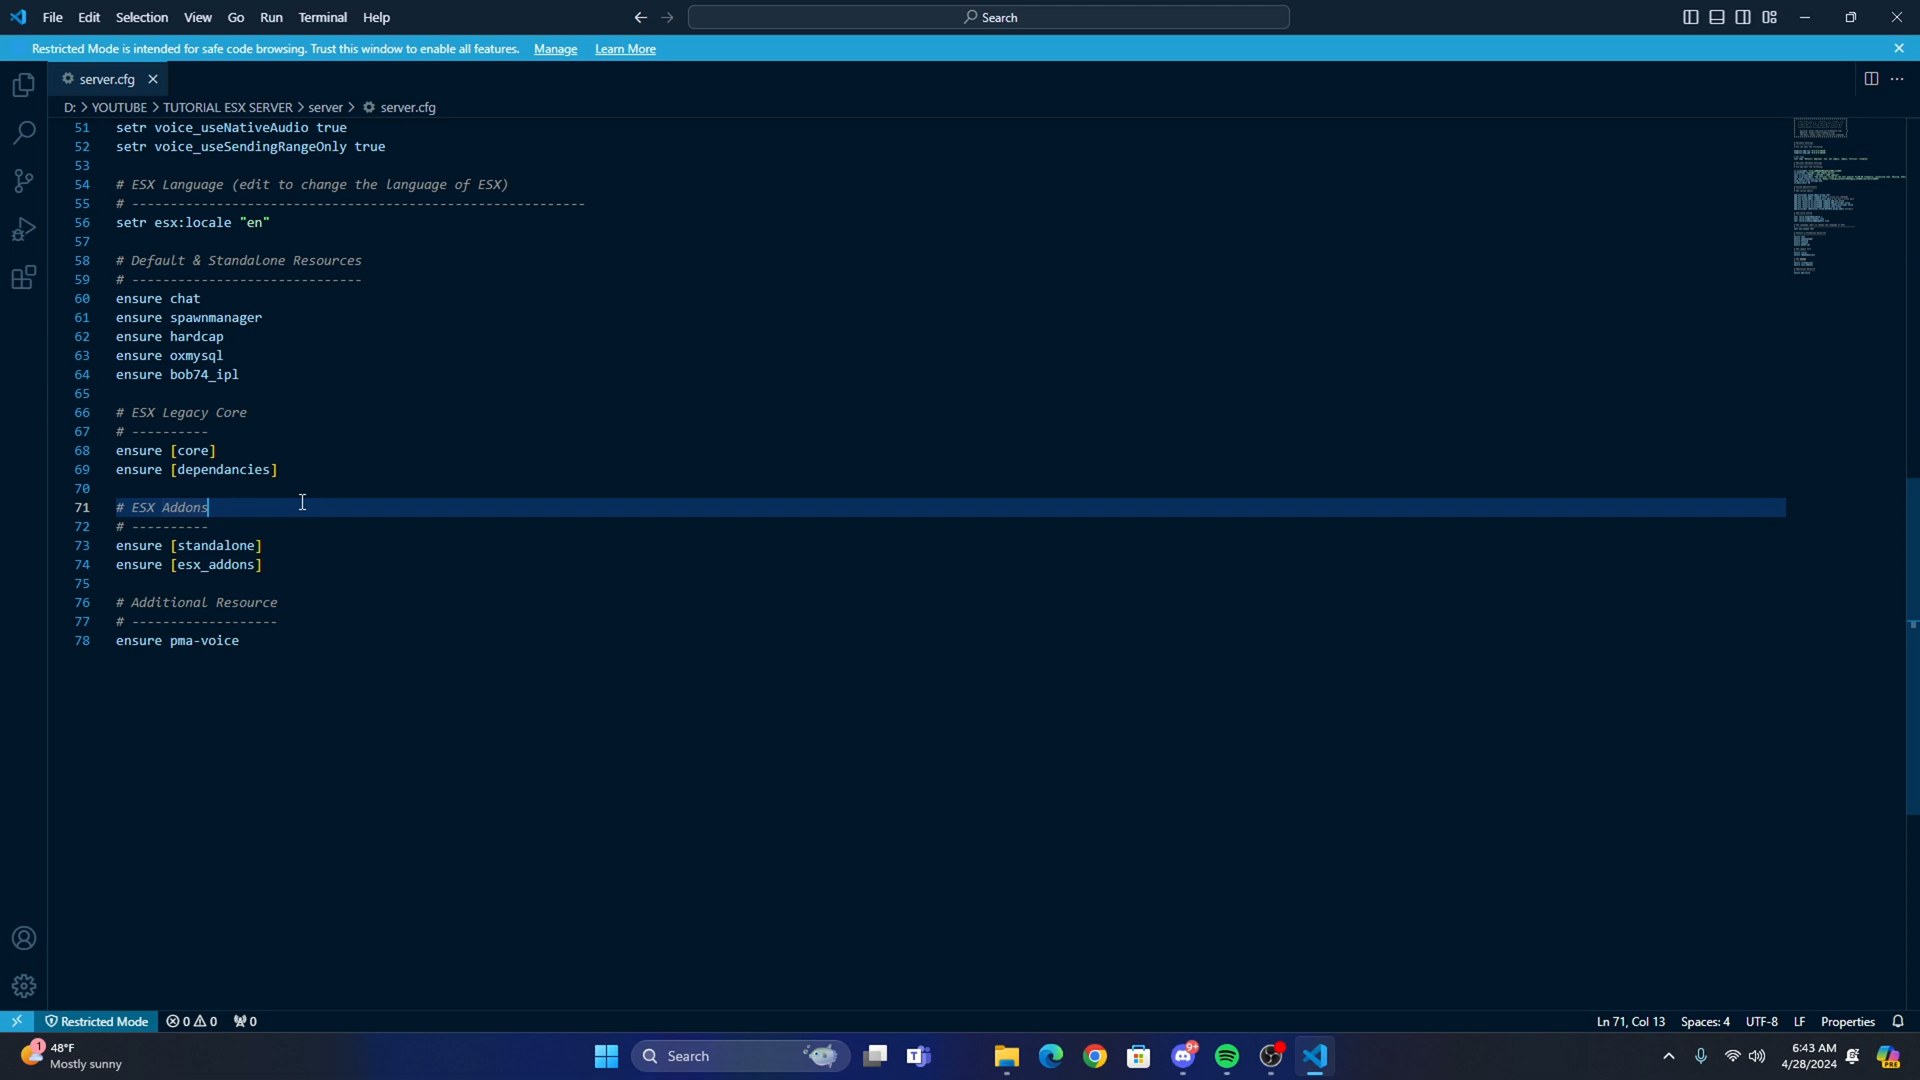 File Edit Selection View Go Run Terminal Help
Search
Restricted Mode is intended for safe code browsing. Trust this window to enable all features. Manage Learn More
server.cfg
D: > YOUTUBE > TUTORIAL ESX SERVER > server > server.cfg
51 setr voice_useNativeAudio true
52 setr voice_useSendingRangeOnly true
53
54 # ESX Language (edit to change the language of ESX)
55 # -----------------------------------------------------------
56 setr esx:locale "en"
57
58 # Default & Standalone Resources
59 # ------------------------------
60 ensure chat
61 ensure spawnmanager
62 ensure hardcap
63 ensure oxmysql
64 ensure bob74_ipl
65
66 # ESX Legacy Core
67 # ----------
68 ensure [core]
69 ensure [dependancies]
70
71 # ESX Addons
72 # ----------
73 ensure [standalone]
74 ensure [esx_addons]
75
76 # Additional Resource
77 # -------------------
78 ensure pma-voice
Restricted Mode 0 0 0
Ln 71, Col 13 Spaces: 4 UTF-8 LF Properties
1
48°F
Mostly sunny
Search
9+
6:43 AM
4/28/2024
PRE